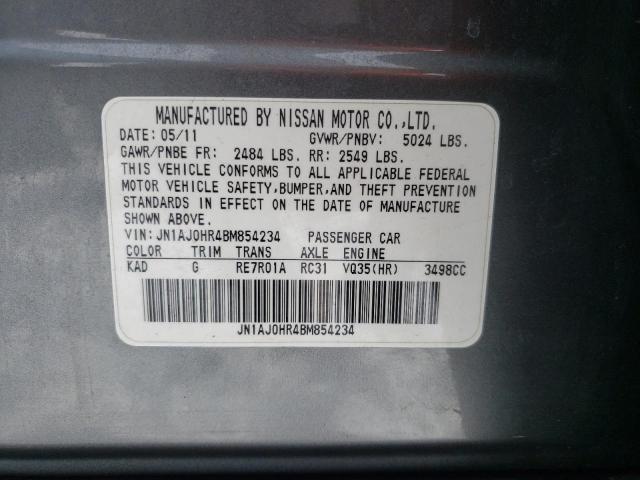 MANUFACTURED BY NISSAN MOTOR CO.,LTD.
DATE: 05/11 GVWR/PNBV: 5024 LBS.
GAWR/PNBE FR: 2484 LBS. RR: 2549 LBS.
THIS VEHICLE CONFORMS TO ALL APPLICABLE FEDERAL
MOTOR VEHICLE SAFETY,BUMPER,AND THEFT PREVENTION
STANDARDS IN EFFECT ON THE DATE OF MANUFACTURE
SHOWN ABOVE.
VIN: JN1AJ0HR4BM854234 PASSENGER CAR
COLOR TRIM TRANS AXLE ENGINE
KAD G RE7R01A RC31 VQ35(HR) 3498CC
JN1AJ0HR4BM854234